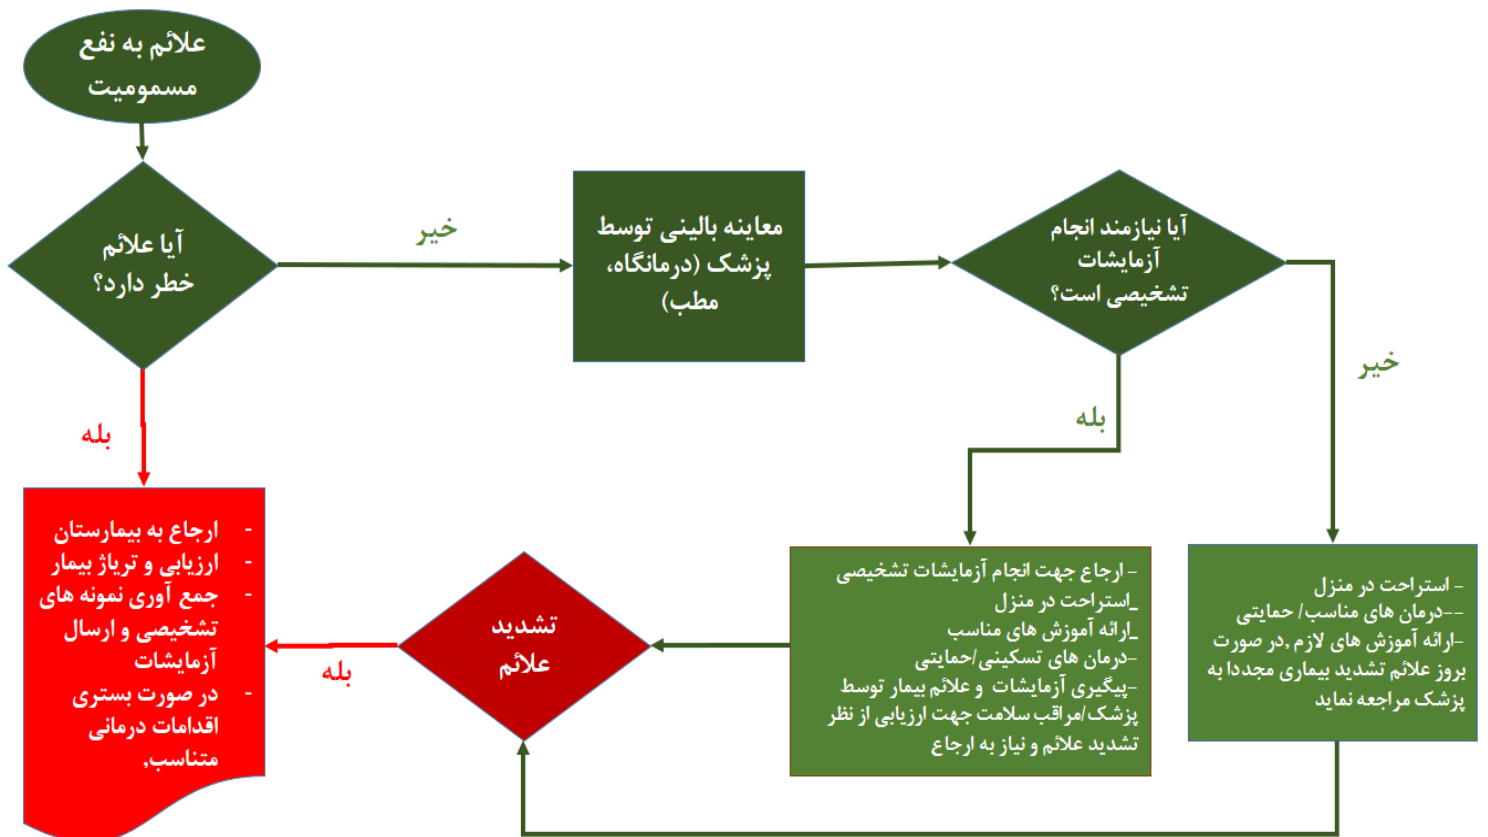 علائم به نفع
مسمومیت
آیا علائم
خطر دارد؟
خیر
معاینه بالینی توسط
پزشک (درمانگاه،
مطب)
آیا نیازمند انجام
آزمایشات
تشخیصی است؟
خیر
بله
بله
- ارجاع به بیمارستان
- ارزیابی و تریاژ بیمار
- جمع آوری نمونه های
تشخیصی و ارسال
آزمایشات
- در صورت بستری
اقدامات درمانی
متناسب,
بله
تشدید
علائم
- ارجاع جهت انجام آزمایشات تشخیصی
_استراحت در منزل
_ارائه آموزش های مناسب
-درمان های تسکینی/حمایتی
-پیگیری آزمایشات و علائم بیمار توسط
پزشک/مراقب سلامت جهت ارزیابی از نظر
تشدید علائم و نیاز به ارجاع
- استراحت در منزل
--درمان های مناسب/ حمایتی
-ارائه آموزش های لازم ,در صورت
بروز علائم تشدید بیماری مجددا به
پزشک مراجعه نماید